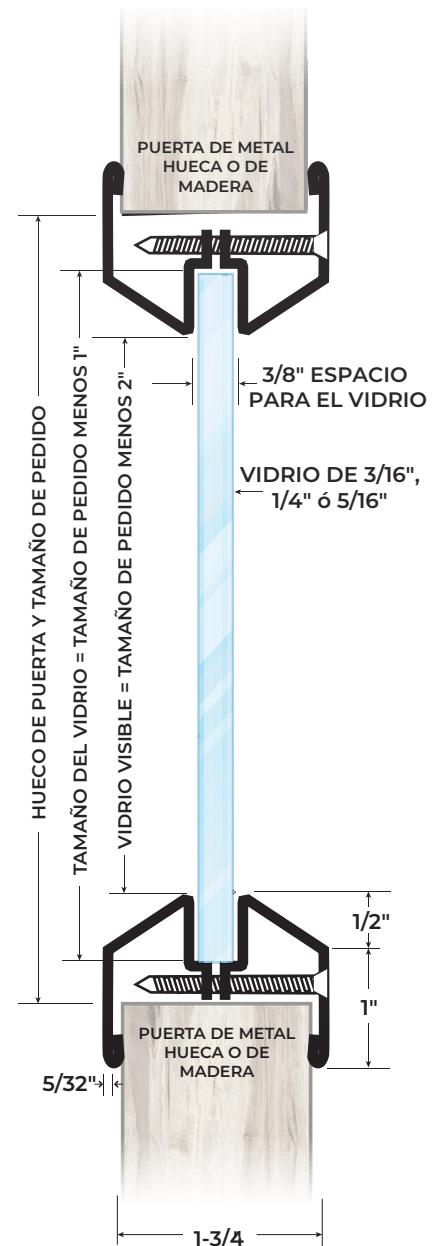 PUERTA DE METAL
HUECA O DE
MADERA
HUECO DE PUERTA Y TAMAÑO DE PEDIDO
TAMAÑO DEL VIDRIO = TAMAÑO DE PEDIDO MENOS 1"
VIDRIO VISIBLE = TAMAÑO DE PEDIDO MENOS 2"
3/8" ESPACIO
PARA EL VIDRIO
VIDRIO DE 3/16",
1/4" ó 5/16"
1/2"
1"
PUERTA DE METAL
HUECA O DE
MADERA
5/32"
1-3/4